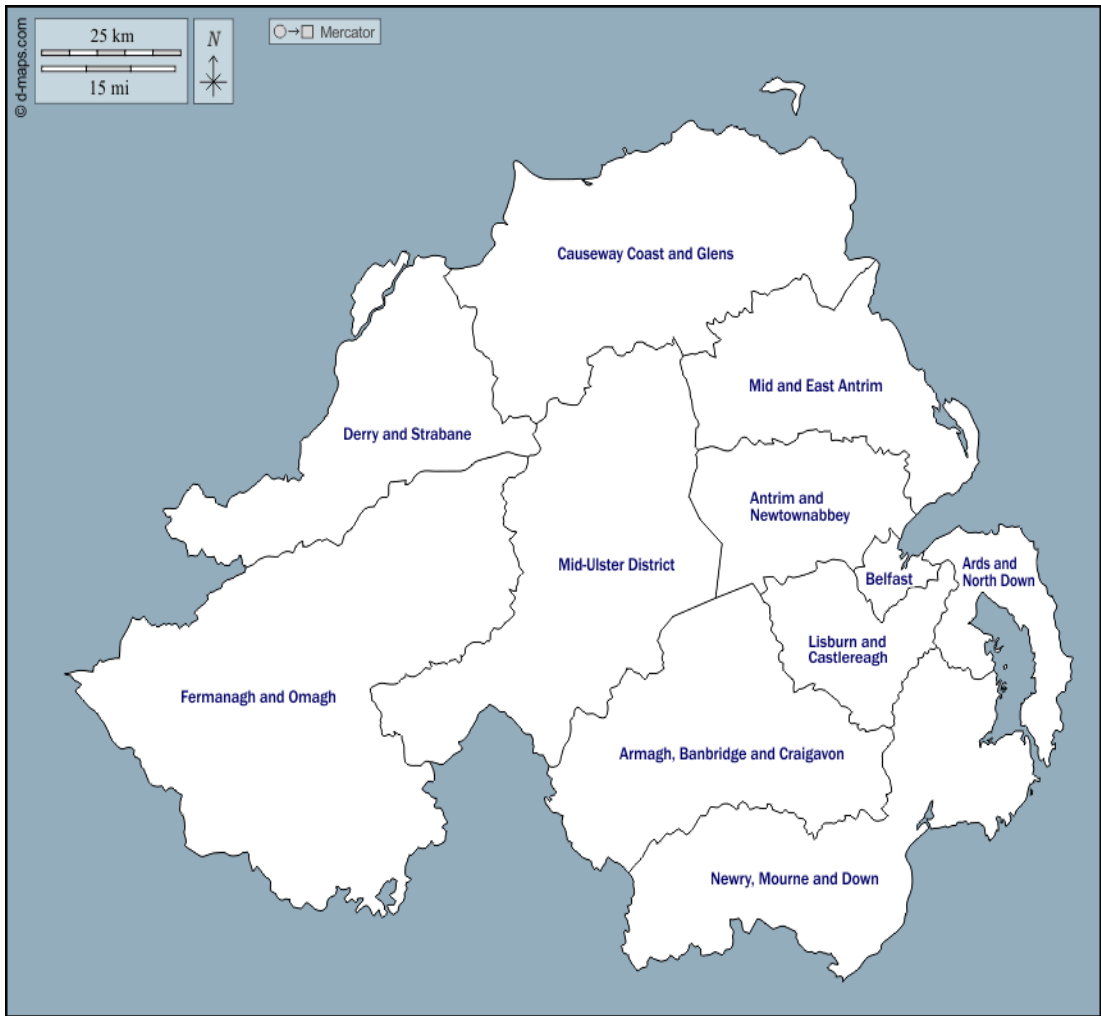 © d-maps.com
25 km
15 mi
N
Mercator
Causeway Coast and Glens
Mid and East Antrim
Derry and Strabane
Antrim and
Newtownabbey
Mid-Ulster District
Belfast
Ards and
North Down
Lisburn and
Castlereagh
Fermanagh and Omagh
Armagh, Banbridge and Craigavon
Newry, Mourne and Down